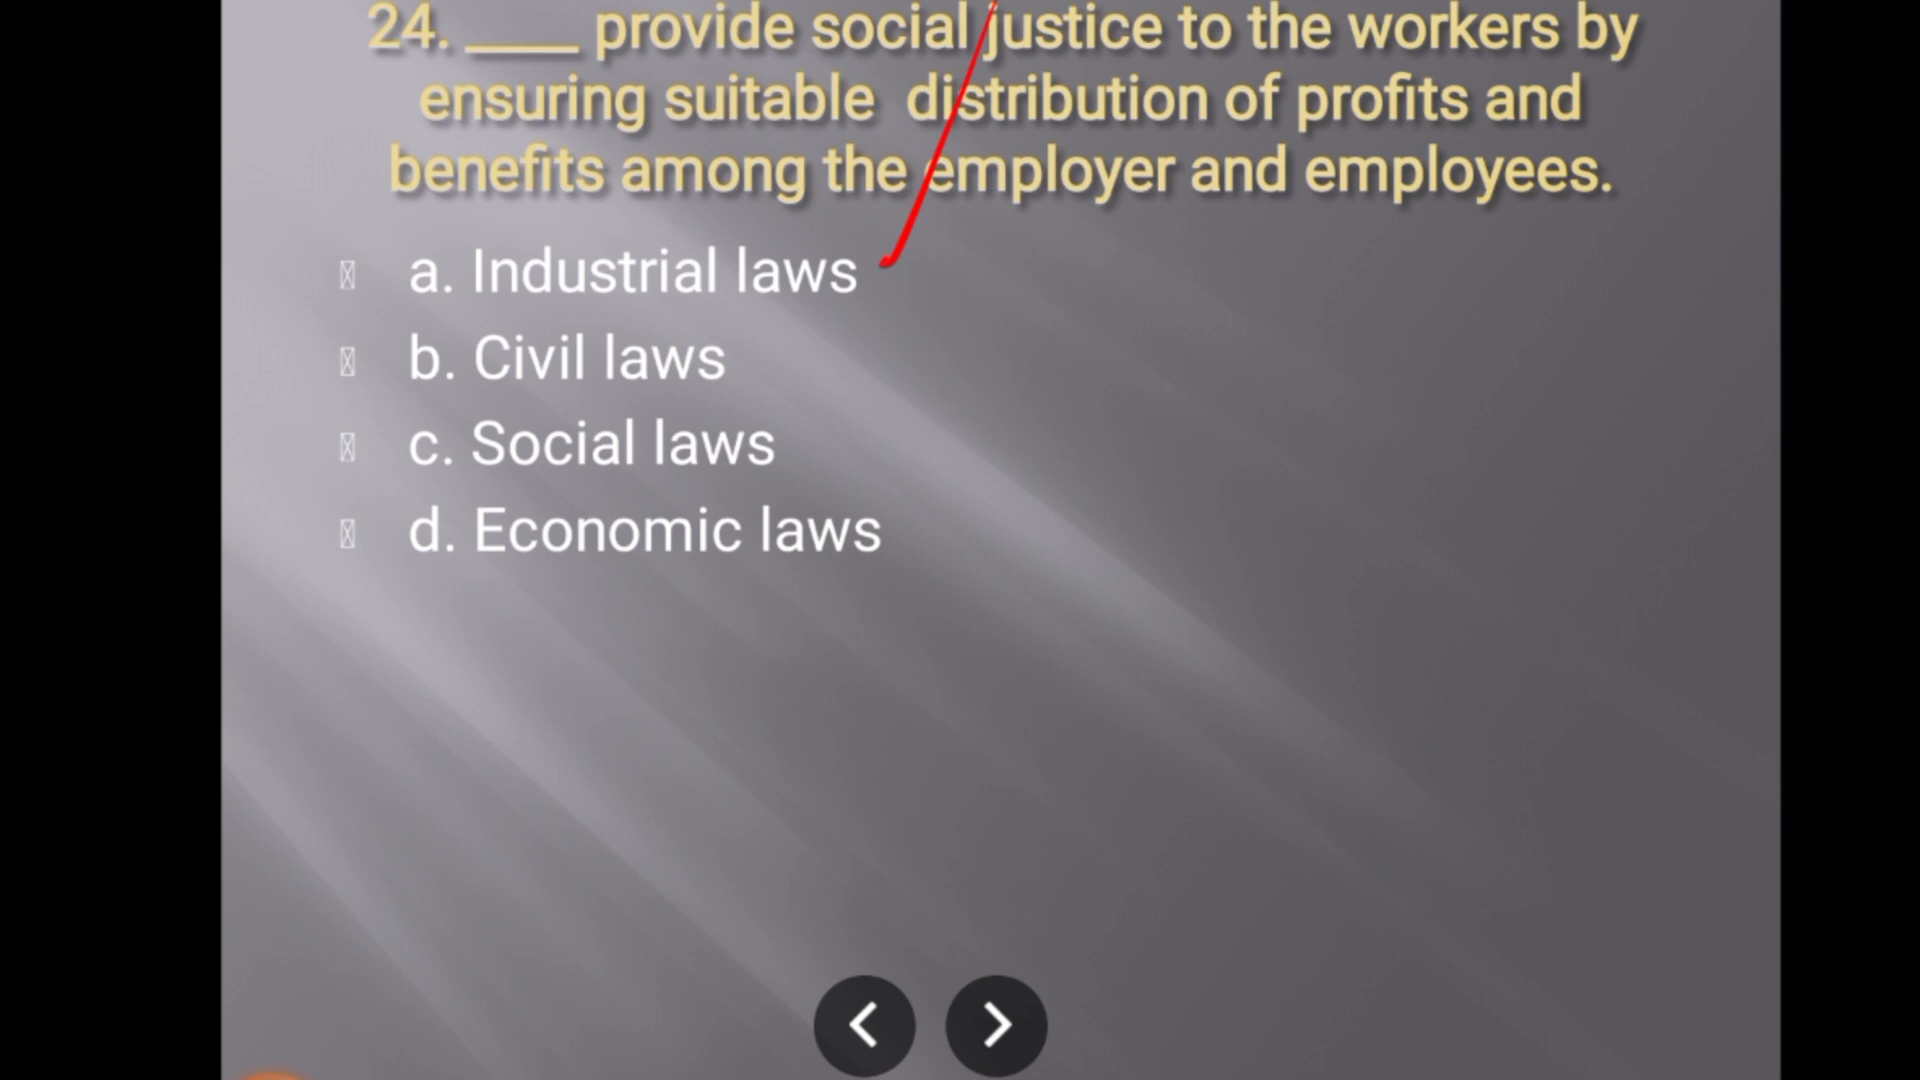 24. ____ provide social justice to the workers by
ensuring suitable distribution of profits and
benefits among the employer and employees.
a. Industrial laws
b. Civil laws
c. Social laws
d. Economic laws